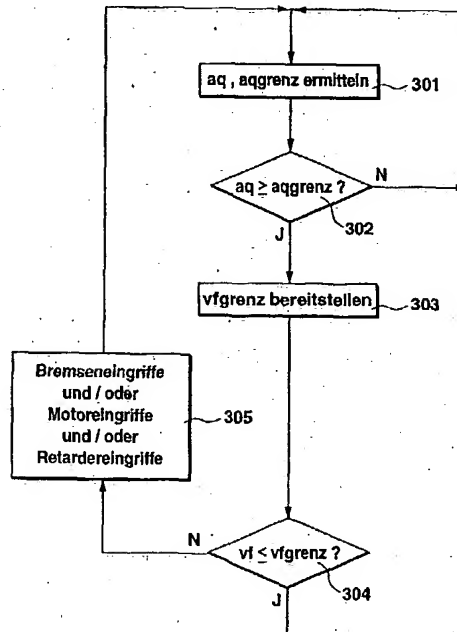 aq , aqgrenz ermitteln
301
aq ≥ aqgrenz ?
N
302
J
vfgrenz bereitstellen
303
Bremseneingriffe
und / oder
Motoreingriffe
und / oder
Retardereingriffe
305
N
vf ≤ vfgrenz ?
304
J